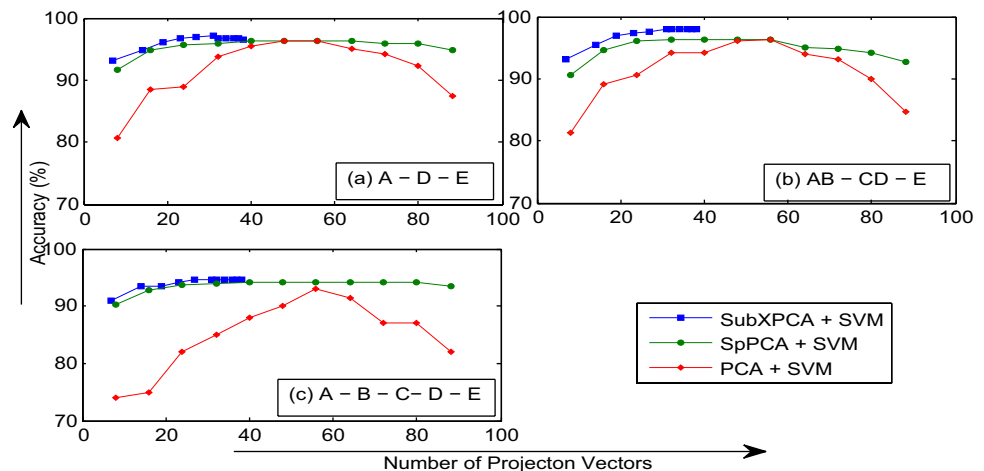 100
90
80
70
0 20 40 60 80 100
(a) A − D − E
100
90
80
70
0 20 40 60 80 100
(b) AB − CD − E
Accuracy (%)
100
90
80
70
0 20 40 60 80 100
(c) A − B − C− D − E
SubXPCA + SVM
SpPCA + SVM
PCA + SVM
Number of Projecton Vectors